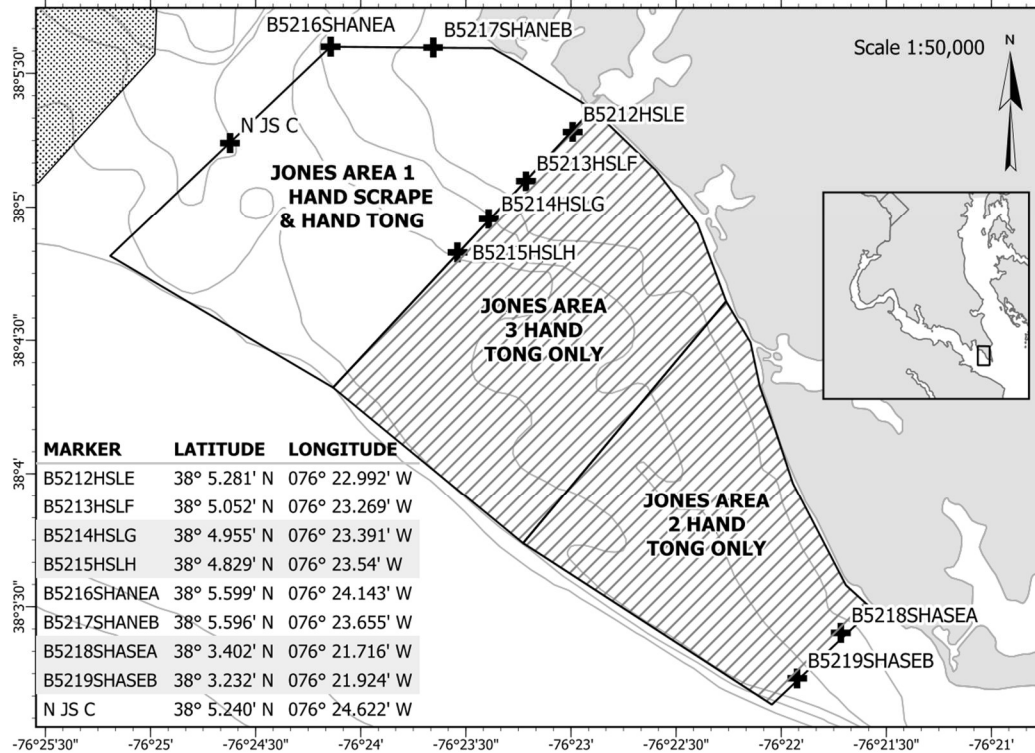 B5216SHANEA
B5217SHANEB
Scale 1:50,000
N
B5212HSLE
N JS C
B5213HSLF
JONES AREA 1
HAND SCRAPE
& HAND TONG
B5214HSLG
B5215HSLH
JONES AREA
3 HAND
TONG ONLY
JONES AREA
2 HAND
TONG ONLY
B5218SHASEA
B5219SHASEB
MARKER LATITUDE LONGITUDE
B5212HSLE 38° 5.281' N 076° 22.992' W
B5213HSLF 38° 5.052' N 076° 23.269' W
B5214HSLG 38° 4.955' N 076° 23.391' W
B5215HSLH 38° 4.829' N 076° 23.54' W
B5216SHANEA 38° 5.599' N 076° 24.143' W
B5217SHANEB 38° 5.596' N 076° 23.655' W
B5218SHASEA 38° 3.402' N 076° 21.716' W
B5219SHASEB 38° 3.232' N 076° 21.924' W
N JS C 38° 5.240' N 076° 24.622' W
38°5'30"
38°5'
38°4'30"
38°4'
38°3'30"
-76°25'30" -76°25' -76°24'30" -76°24' -76°23'30" -76°23' -76°22'30" -76°22' -76°21'30" -76°21'